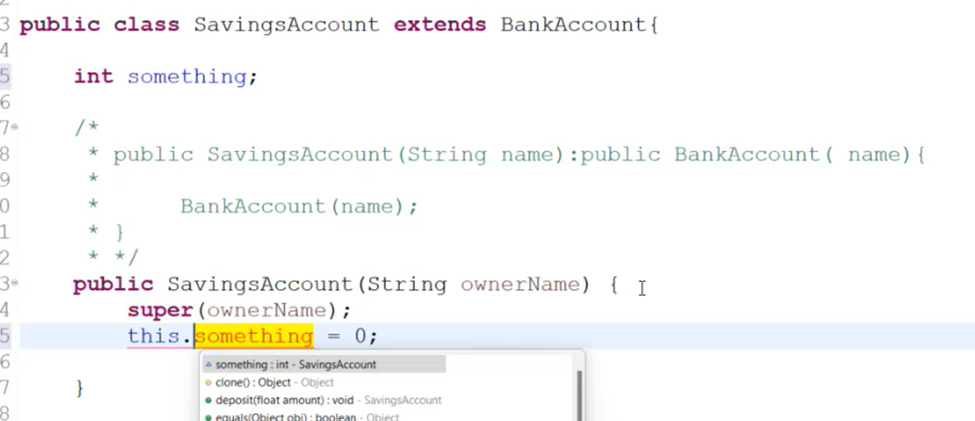 3 public class SavingsAccount extends BankAccount{
4
5 int something;
6
7 /*
8 * public SavingsAccount(String name):public BankAccount( name){
9 *
0 * BankAccount(name);
1 * }
2 * */
3 public SavingsAccount(String ownerName) {
4 super(ownerName);
5 this.something = 0;
6 something : int - SavingsAccount
clone() : Object - Object
7 }
deposit(float amount) : void - SavingsAccount
8 equals(Object obj) : boolean - Object